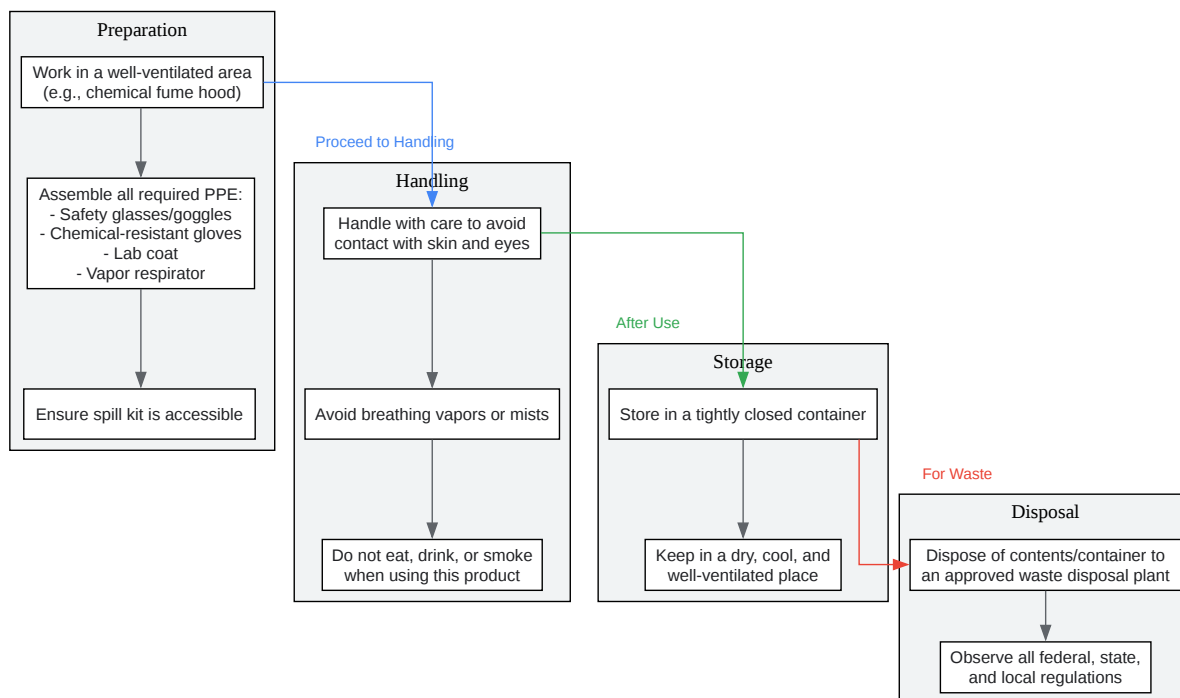 Preparation
Work in a well-ventilated area
(e.g., chemical fume hood)
Assemble all required PPE:
- Safety glasses/goggles
- Chemical-resistant gloves
- Lab coat
- Vapor respirator
Ensure spill kit is accessible
Proceed to Handling
Handling
Handle with care to avoid
contact with skin and eyes
Avoid breathing vapors or mists
Do not eat, drink, or smoke
when using this product
After Use
Storage
Store in a tightly closed container
Keep in a dry, cool, and
well-ventilated place
For Waste
Disposal
Dispose of contents/container to
an approved waste disposal plant
Observe all federal, state,
and local regulations